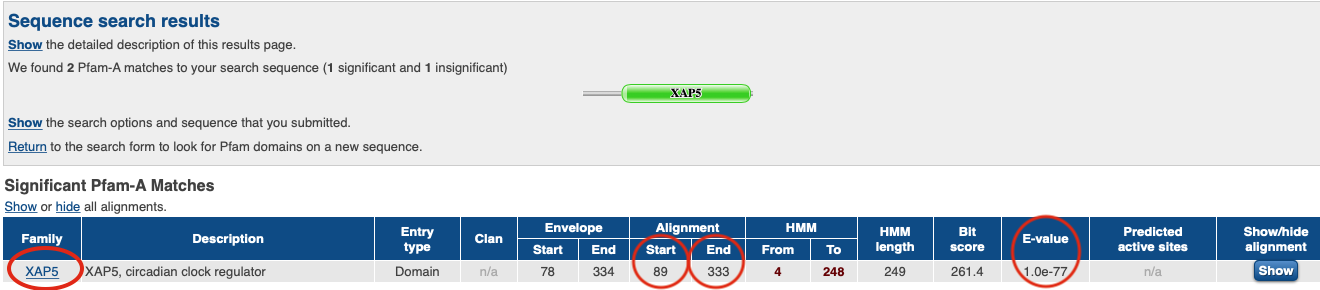 Sequence search results
Show the detailed description of this results page.
We found 2 Pfam-A matches to your search sequence (1 significant and 1 insignificant)
XAP5
Show the search options and sequence that you submitted.
Return to the search form to look for Pfam domains on a new sequence.
Significant Pfam-A Matches
Show or hide all alignments.
Family Description Entry type Clan Envelope Alignment HMM HMM length Bit score E-value Predicted active sites Show/hide alignment
Start End Start End From To
XAP5 XAP5, circadian clock regulator Domain n/a 78 334 89 333 4 248 249 261.4 1.0e-77 n/a Show